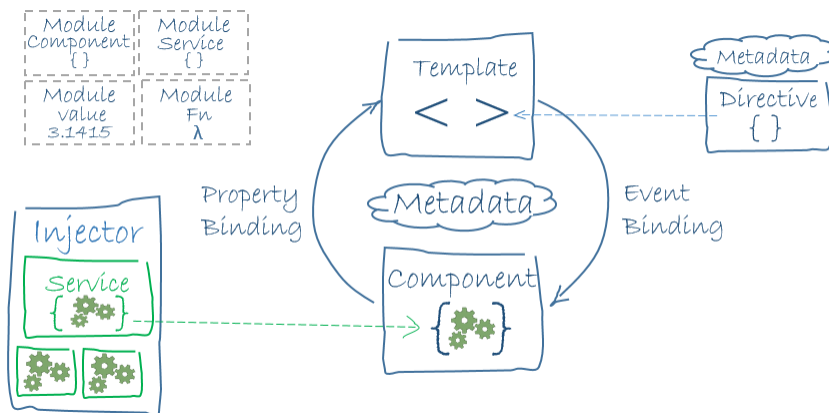 Module
Component
{ }
Module
Service
{ }
Module
value
3.1415
Module
Fn
λ
Template
< >
Metadata
Directive
{ }
Property
Binding
Metadata
Event
Binding
Injector
Service
{ }
Component
{ }